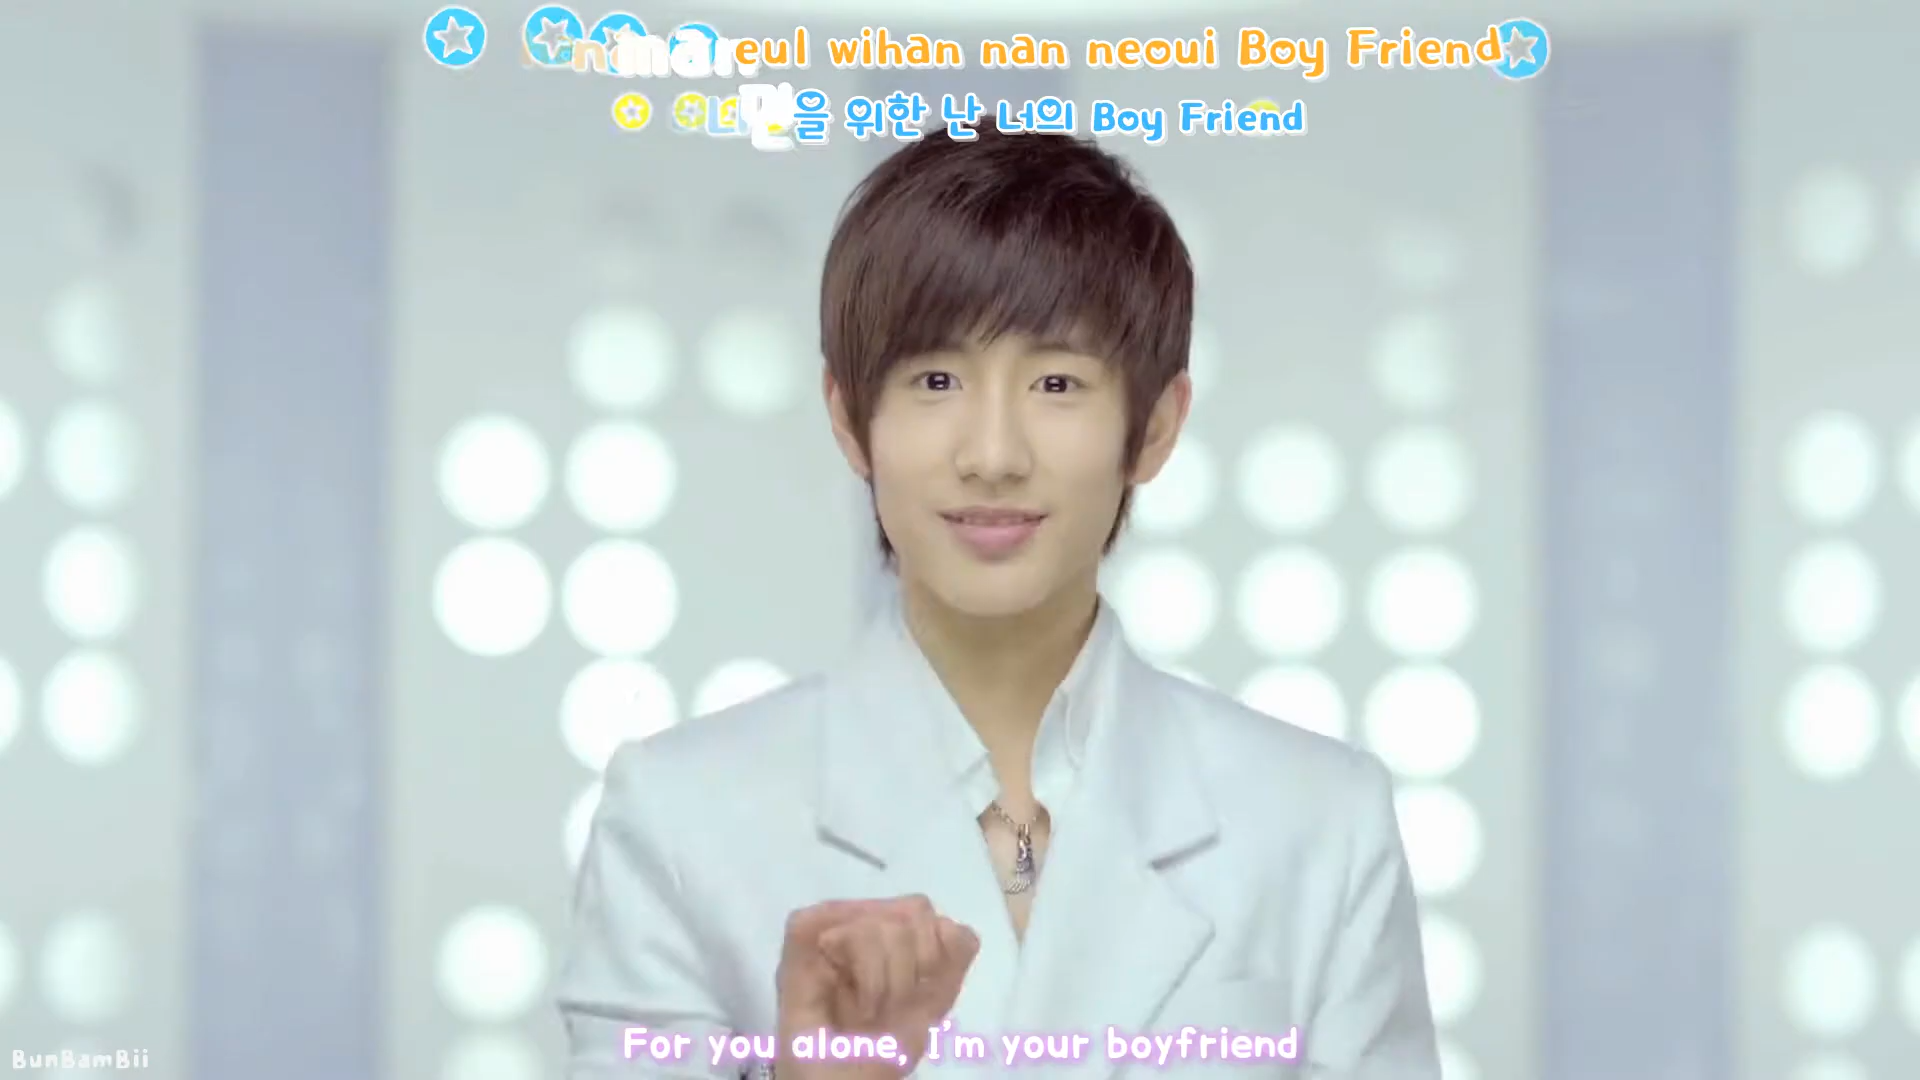 eul wihan nan neoui Boy Friend
을 위한 난 너의 Boy Friend
For you alone, I'm your boyfriend
BunBamBii